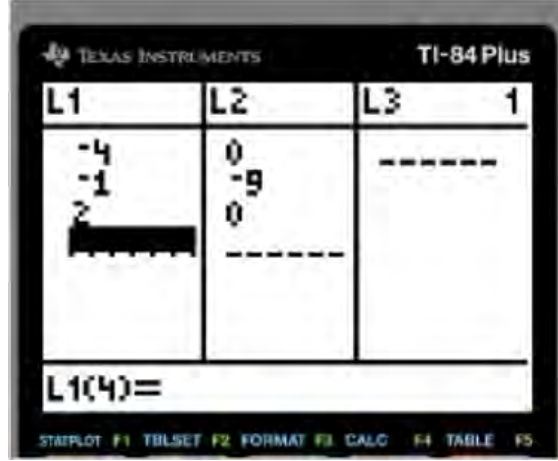 TEXAS INSTRUMENTS TI-84 Plus
L1 L2 L3 1
-4 0 ------
-1 -9
2 0
------
L1(4)=
STATPLOT F1 TBLSET F2 FORMAT F3 CALC F4 TABLE F5